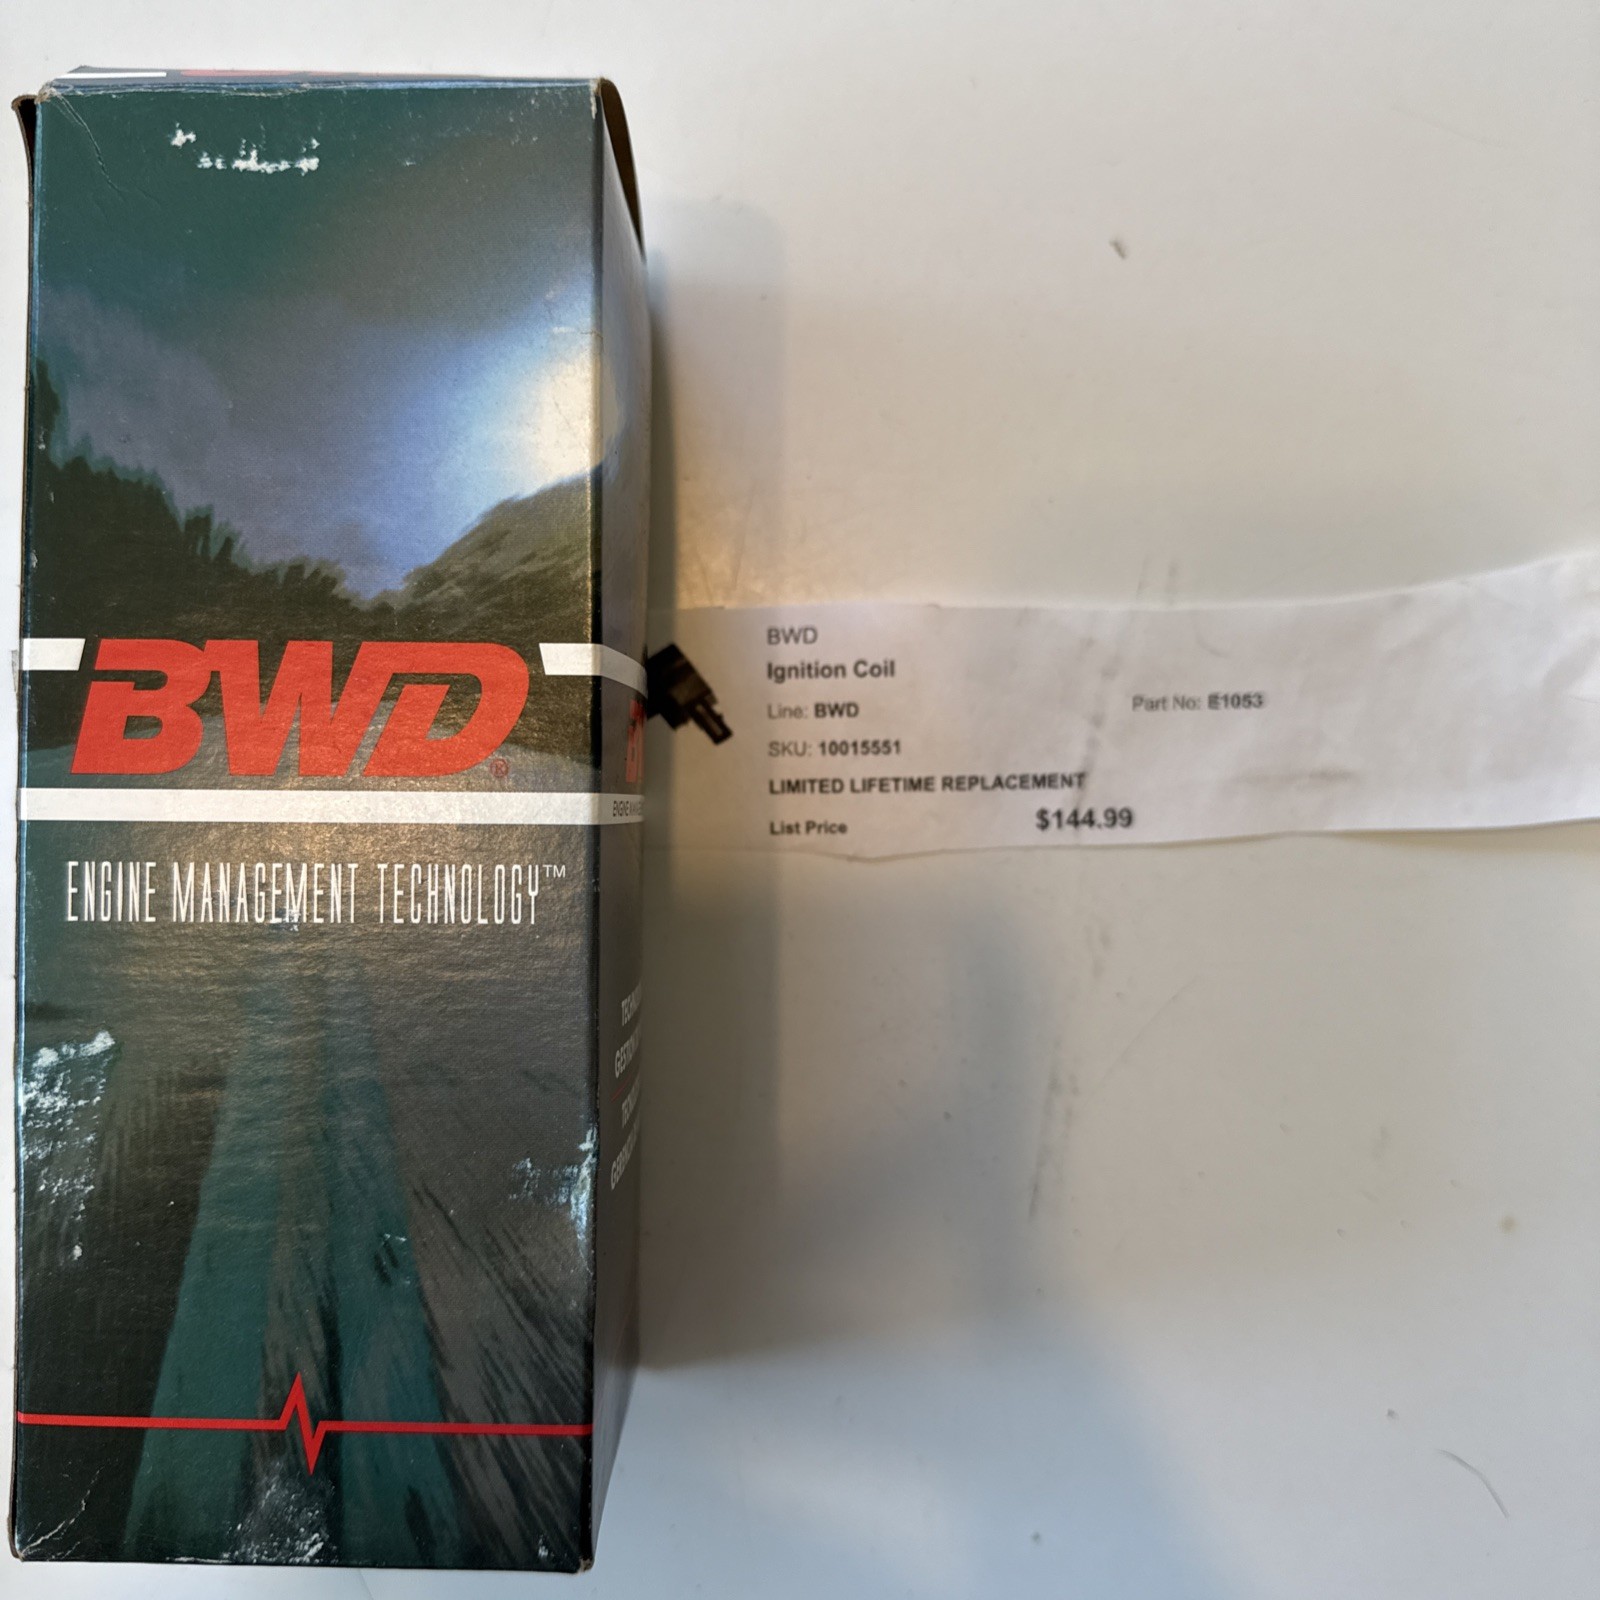 BWD®
ENGINE MANAGEMENT TECHNOLOGY™
BWD
Ignition Coil
Line: BWD
Part No: E1053
SKU: 10015551
LIMITED LIFETIME REPLACEMENT
List Price $144.99